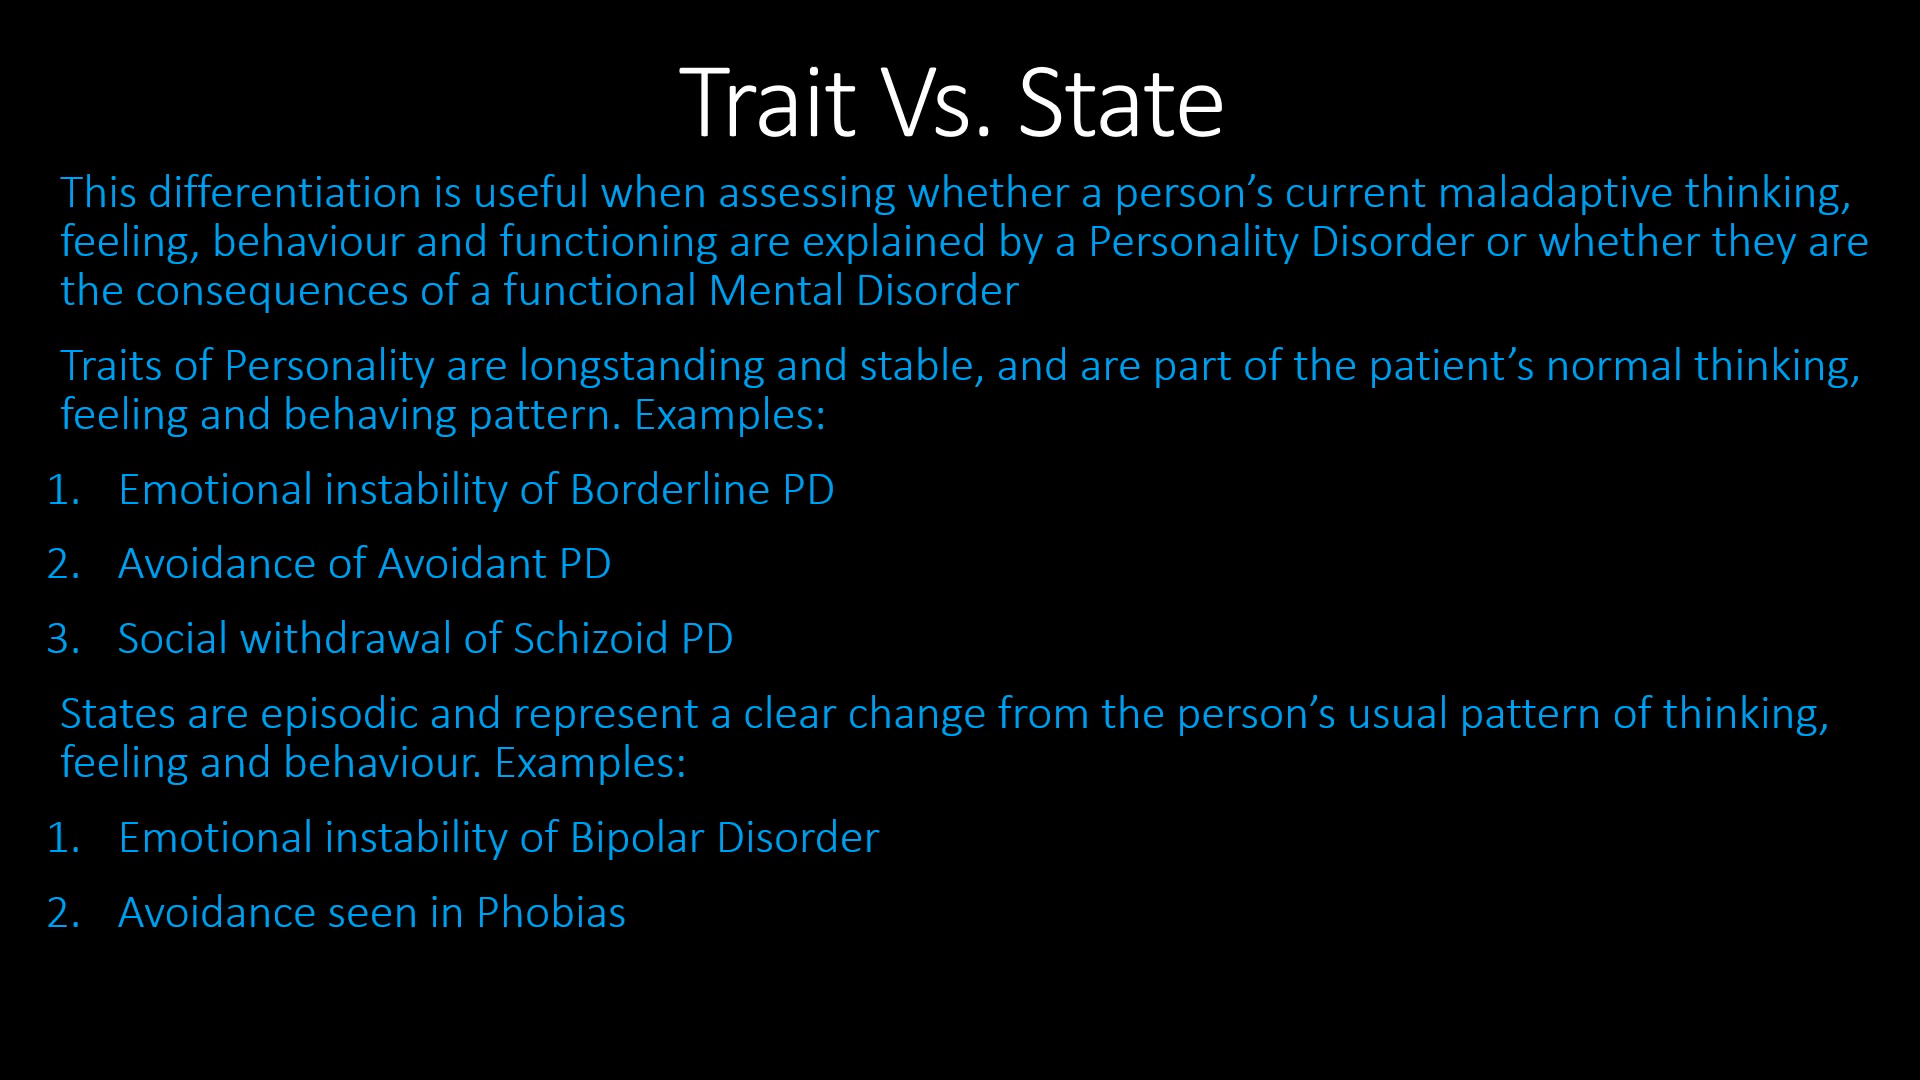 Trait Vs. State
This differentiation is useful when assessing whether a person’s current maladaptive thinking,
feeling, behaviour and functioning are explained by a Personality Disorder or whether they are
the consequences of a functional Mental Disorder
Traits of Personality are longstanding and stable, and are part of the patient’s normal thinking,
feeling and behaving pattern. Examples:
1. Emotional instability of Borderline PD
2. Avoidance of Avoidant PD
3. Social withdrawal of Schizoid PD
States are episodic and represent a clear change from the person’s usual pattern of thinking,
feeling and behaviour. Examples:
1. Emotional instability of Bipolar Disorder
2. Avoidance seen in Phobias